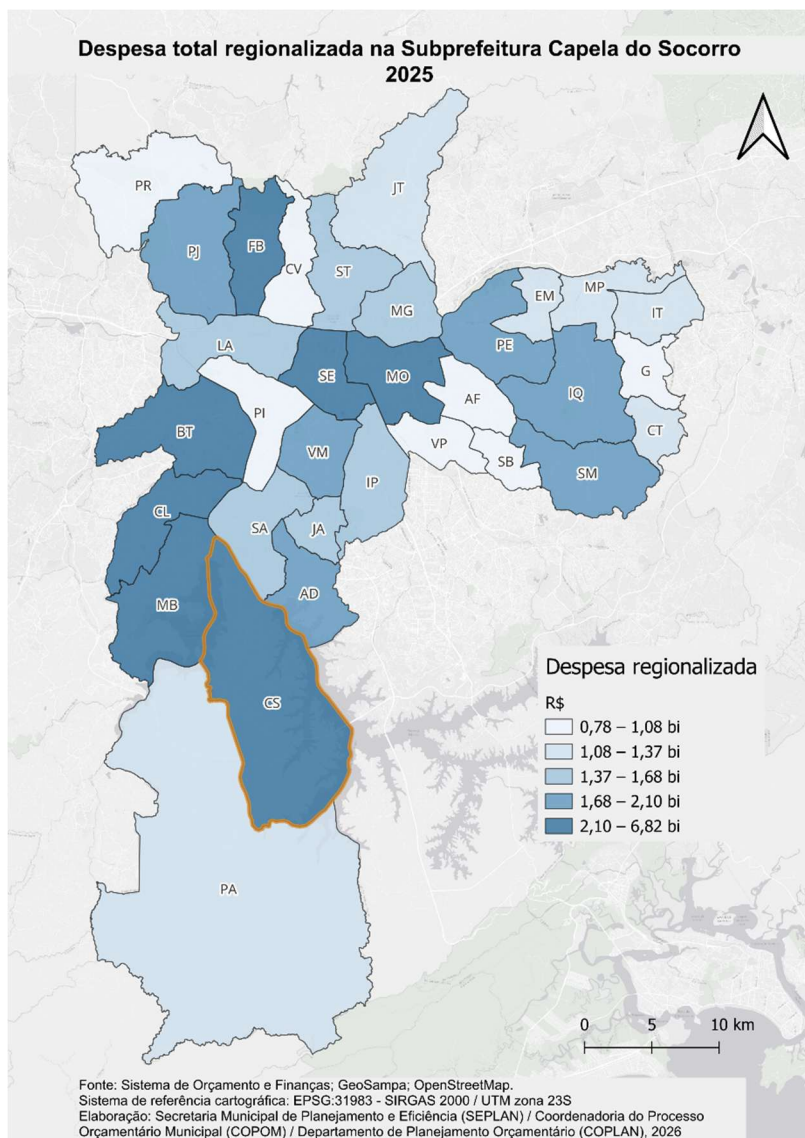 Despesa total regionalizada na Subprefeitura Capela do Socorro
2025
PR
JT
PJ
FB
CV
ST
MG
EM
MP
IT
LA
SE
MO
PE
G
PI
AF
IQ
BT
VM
VP
SB
CT
IP
SM
CL
SA
JA
MB
AD
CS
PA
Despesa regionalizada
R$
0,78 – 1,08 bi
1,08 – 1,37 bi
1,37 – 1,68 bi
1,68 – 2,10 bi
2,10 – 6,82 bi
0 5 10 km
Fonte: Sistema de Orçamento e Finanças; GeoSampa; OpenStreetMap.
Sistema de referência cartográfica: EPSG:31983 - SIRGAS 2000 / UTM zona 23S
Elaboração: Secretaria Municipal de Planejamento e Eficiência (SEPLAN) / Coordenadoria do Processo
Orçamentário Municipal (COPOM) / Departamento de Planejamento Orçamentário (COPLAN), 2026